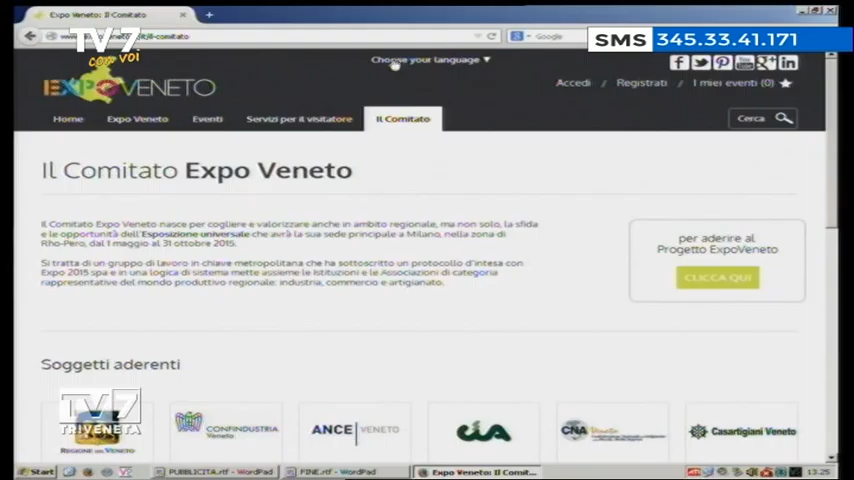 Expo Veneto: Il Comitato
TV7
con voi
SMS 345.33.41.171
Google
Choose your language
EXPOVENETO
Accedi / Registrati / I miei eventi (0)
Home
Expo Veneto
Eventi
Servizi per il visitatore
Il Comitato
Cerca
Il Comitato Expo Veneto
Il Comitato Expo Veneto nasce per cogliere e valorizzare anche in ambito regionale, ma non solo, la sfida
e le opportunità dell'Esposizione universale che avrà la sua sede principale a Milano, nella zona di
Rho-Pero, dal 1 maggio al 31 ottobre 2015.
Si tratta di un gruppo di lavoro in chiave metropolitana che ha sottoscritto un protocollo d'intesa con
Expo 2015 spa e in una logica di sistema mette assieme le Istituzioni e le Associazioni di categoria
rappresentative del mondo produttivo regionale: industria, commercio e artigianato.
per aderire al
Progetto ExpoVeneto
CLICCA QUI
Soggetti aderenti
TV7
TRIVENETA
REGIONE DEL VENETO
CONFINDUSTRIA
Veneto
ANCE VENETO
CIA
CNA Veneto
Casartigiani Veneto
Start
PUBBLICITA.rtf - WordPad
FINE.rtf - WordPad
Expo Veneto: Il Comit...
13.25